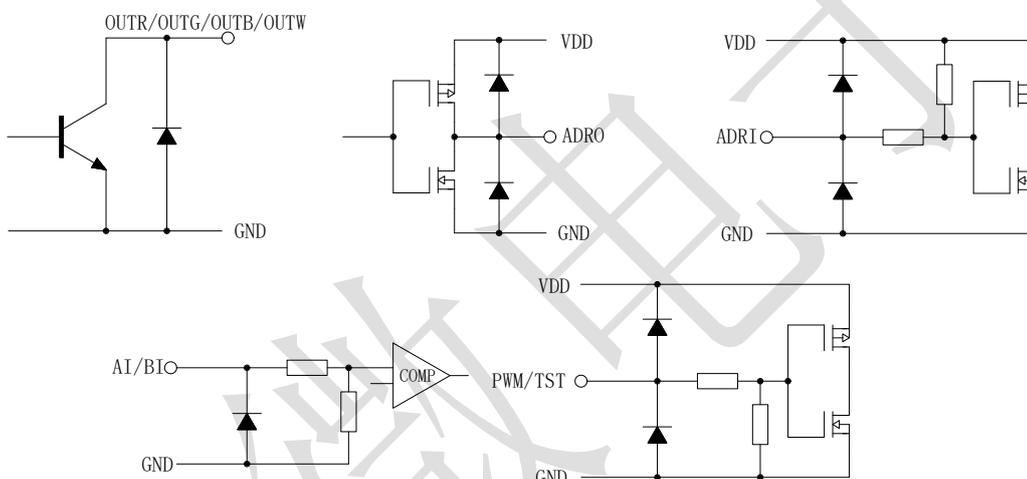 OUTR/OUTG/OUTB/OUTW
GND
VDD
ADRO
GND
VDD
ADRI
GND
AI/BI
COMP
GND
VDD
PWM/TST
GND